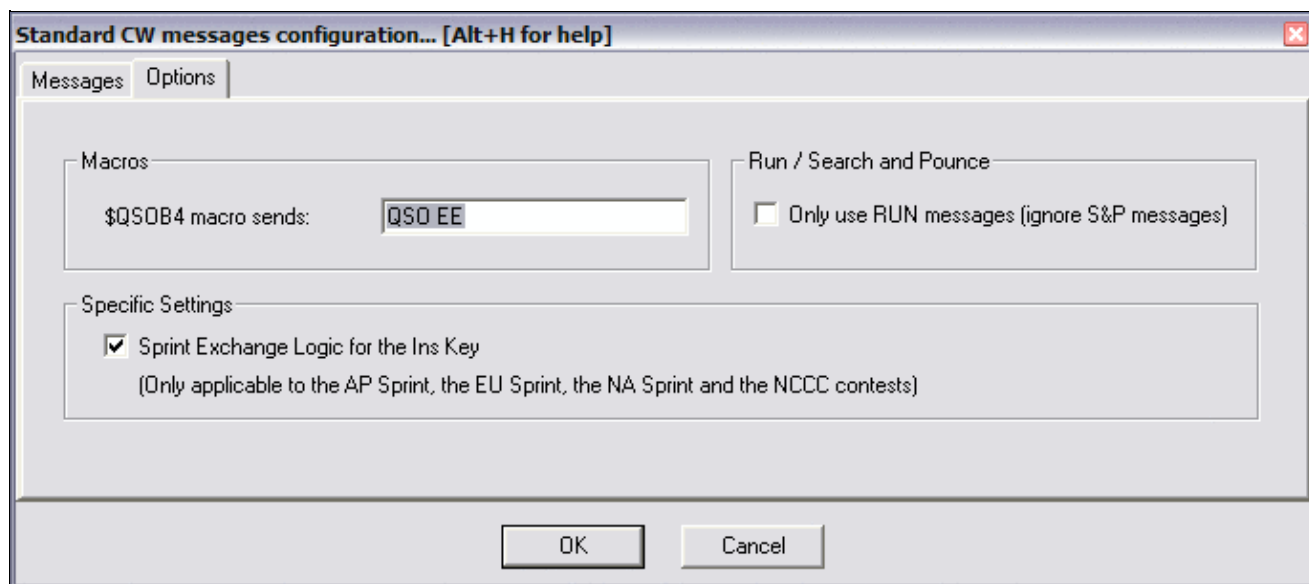 Standard CW messages configuration... [Alt+H for help]
Messages Options
Macros
$QSOB4 macro sends: QSO EE
Run / Search and Pounce
Only use RUN messages (ignore S&P messages)
Specific Settings
Sprint Exchange Logic for the Ins Key
(Only applicable to the AP Sprint, the EU Sprint, the NA Sprint and the NCCC contests)
OK Cancel